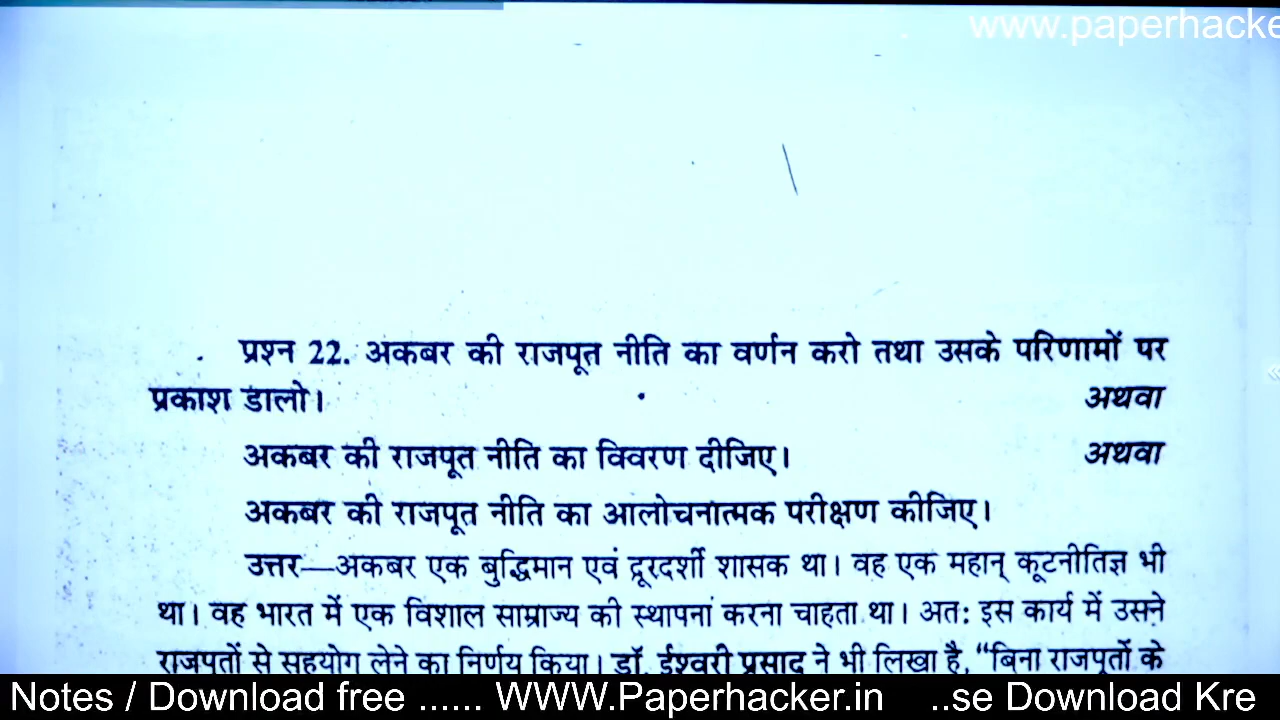 www.paperhacke
प्रश्न 22. अकबर की राजपूत नीति का वर्णन करो तथा उसके परिणामों पर
प्रकाश डालो। अथवा
अकबर की राजपूत नीति का विवरण दीजिए। अथवा
अकबर की राजपूत नीति का आलोचनात्मक परीक्षण कीजिए।
उत्तर—अकबर एक बुद्धिमान एवं दूरदर्शी शासक था। वह एक महान् कूटनीतिज्ञ भी
था। वह भारत में एक विशाल साम्राज्य की स्थापना करना चाहता था। अतः इस कार्य में उसने
राजपूतों से सहयोग लेने का निर्णय किया। डॉ. ईश्वरी प्रसाद ने भी लिखा है, “बिना राजपूतों के
Notes / Download free ...... WWW.Paperhacker.in ..se Download Kre